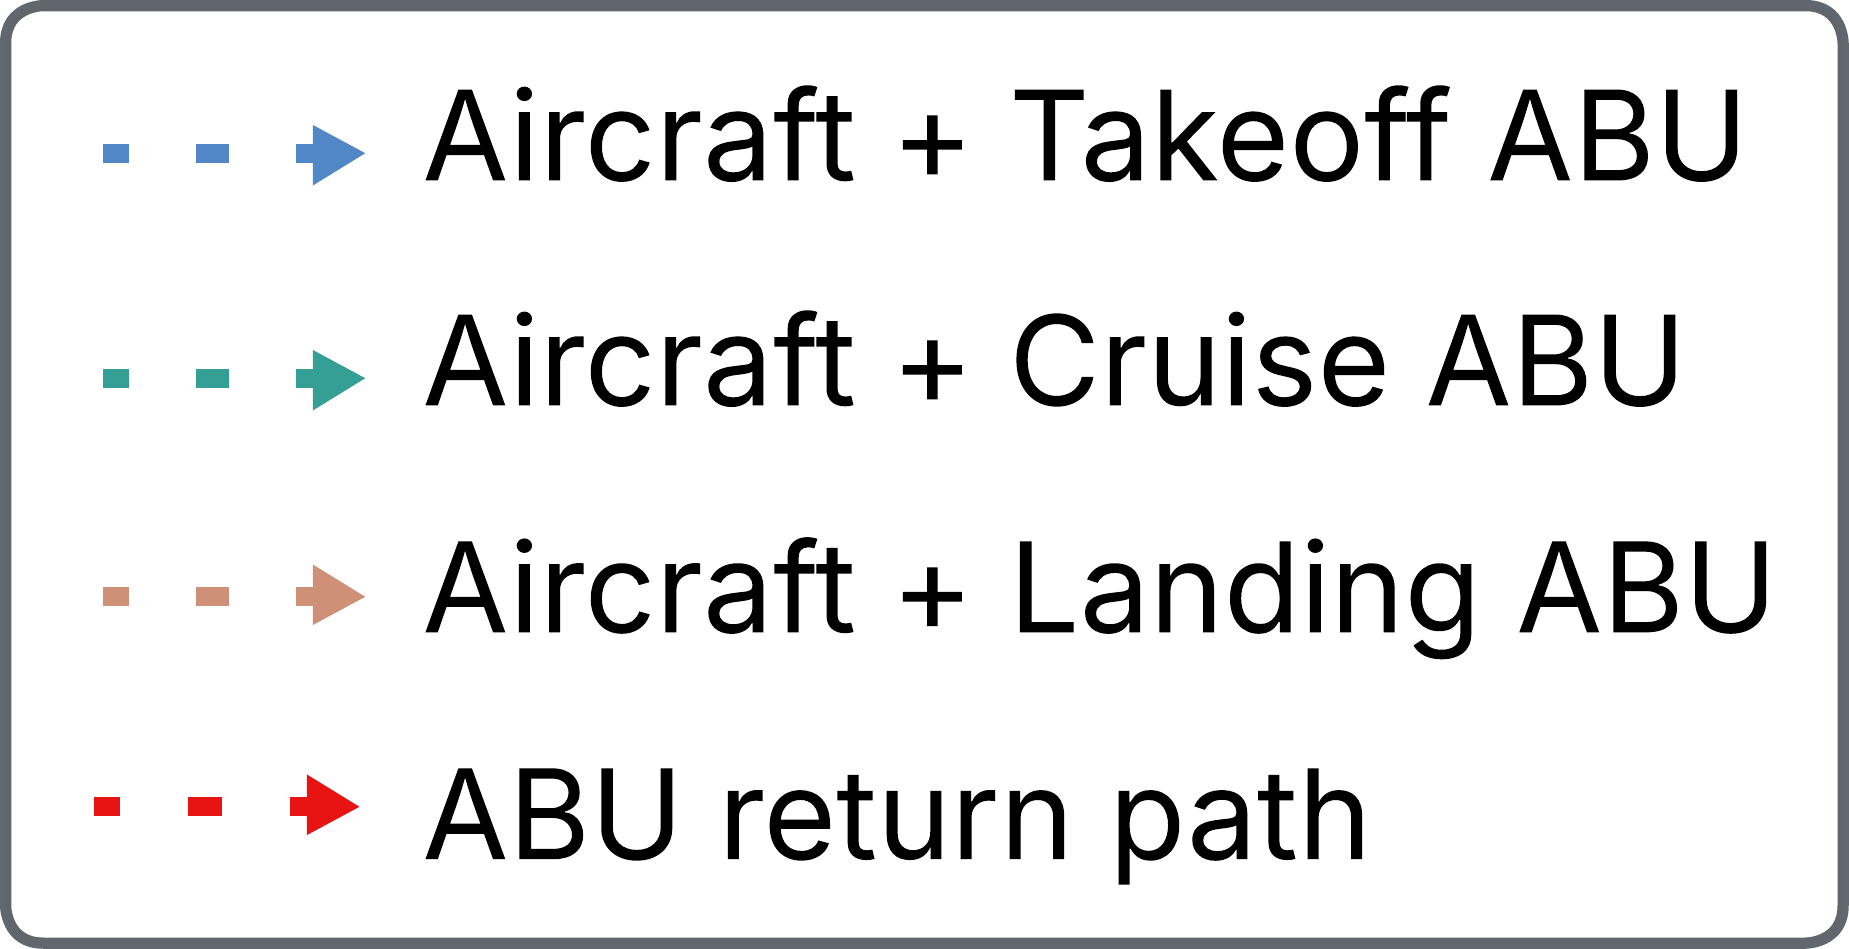 Aircraft + Takeoff ABU
Aircraft + Cruise ABU
Aircraft + Landing ABU
ABU return path